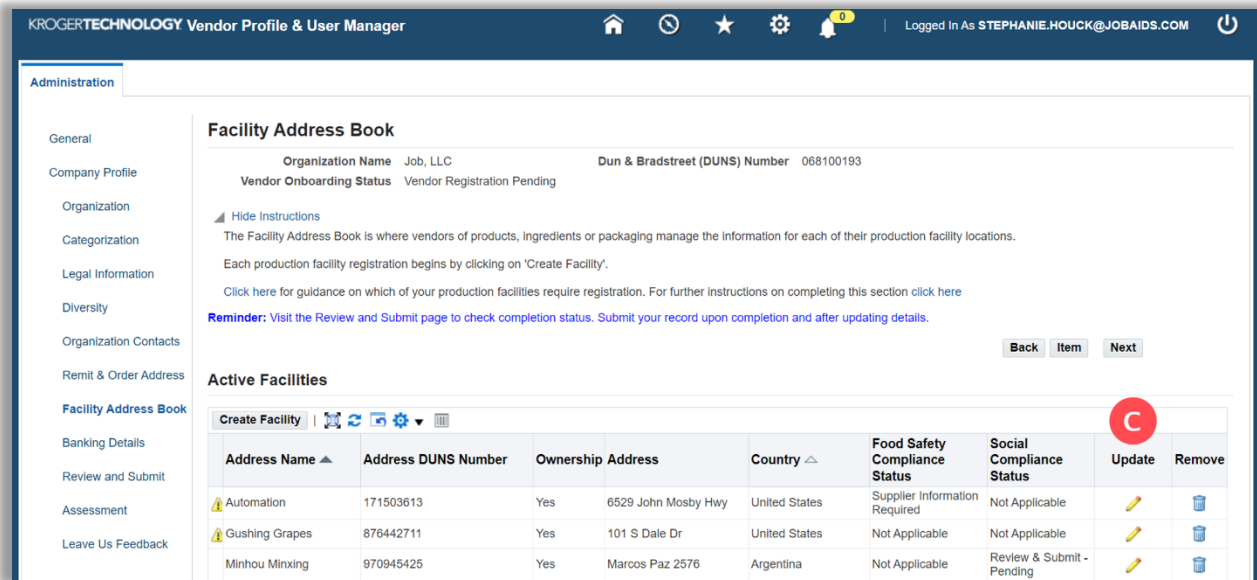 KROGERTECHNOLOGY. Vendor Profile & User Manager 0 | Logged In As STEPHANIE.HOUCK@JOBAIDS.COM
Administration
General
Company Profile
Organization
Categorization
Legal Information
Diversity
Organization Contacts
Remit & Order Address
Facility Address Book
Banking Details
Review and Submit
Assessment
Leave Us Feedback
Facility Address Book
Organization Name Job, LLC Dun & Bradstreet (DUNS) Number 068100193
Vendor Onboarding Status Vendor Registration Pending
Hide Instructions
The Facility Address Book is where vendors of products, ingredients or packaging manage the information for each of their production facility locations.
Each production facility registration begins by clicking on 'Create Facility'.
Click here for guidance on which of your production facilities require registration. For further instructions on completing this section click here
Reminder: Visit the Review and Submit page to check completion status. Submit your record upon completion and after updating details.
Back Item Next
Active Facilities
Create Facility |
C
Address Name Address DUNS Number Ownership Address Country Food Safety Compliance Status Social Compliance Status Update Remove
Automation 171503613 Yes 6529 John Mosby Hwy United States Supplier Information Required Not Applicable
Gushing Grapes 876442711 Yes 101 S Dale Dr United States Not Applicable Not Applicable
Minhou Minxing 970945425 Yes Marcos Paz 2576 Argentina Not Applicable Review & Submit - Pending